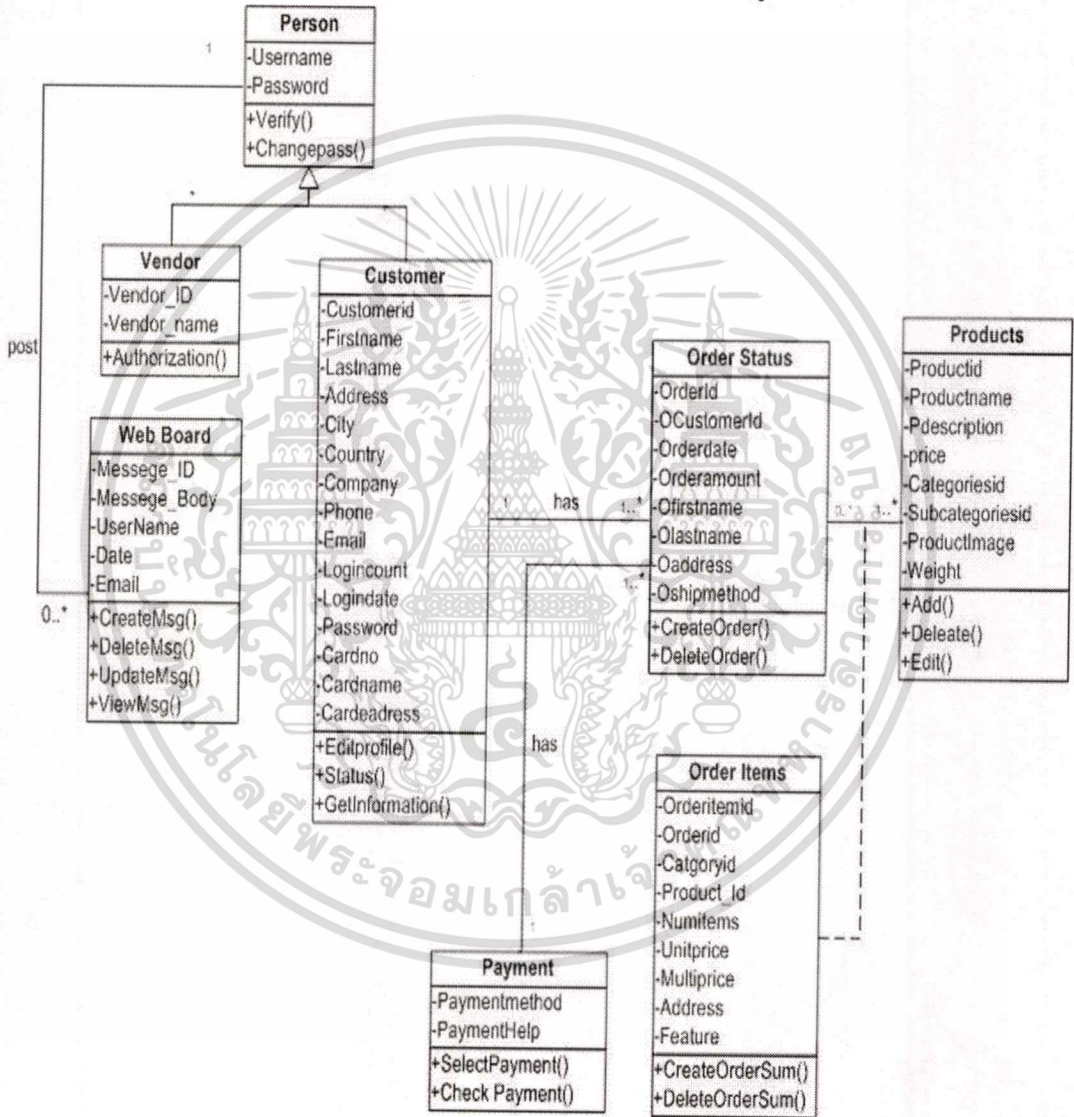 Person
-Username
-Password
+Verify()
+Changepass()
1
Vendor
-Vendor_ID
-Vendor_name
+Authorization()
post
Web Board
-Messege_ID
-Messege_Body
-UserName
-Date
-Email
+CreateMsg()
+DeleteMsg()
+UpdateMsg()
+ViewMsg()
0..*
Customer
-Customerid
-Firstname
-Lastname
-Address
-City
-Country
-Company
-Phone
-Email
-Logincount
-Logindate
-Password
-Cardno
-Cardname
-Cardeadress
+Editprofile()
+Status()
+GetInformation()
1
has
1..*
Order Status
-OrderId
-OCustomerId
-Orderdate
-Orderamount
-Ofirstname
-Olastname
-Oaddress
-Oshipmethod
+CreateOrder()
+DeleteOrder()
1..*
has
1
Products
-Productid
-Productname
-Pdescription
-price
-Categoriesid
-Subcategoriesid
-ProductImage
-Weight
+Add()
+Deleate()
+Edit()
Payment
-Paymentmethod
-PaymentHelp
+SelectPayment()
+Check Payment()
Order Items
-Orderitemid
-Orderid
-Catgoryid
-Product_Id
-Numitems
-Unitprice
-Multiprice
-Address
-Feature
+CreateOrderSum()
+DeleteOrderSum()